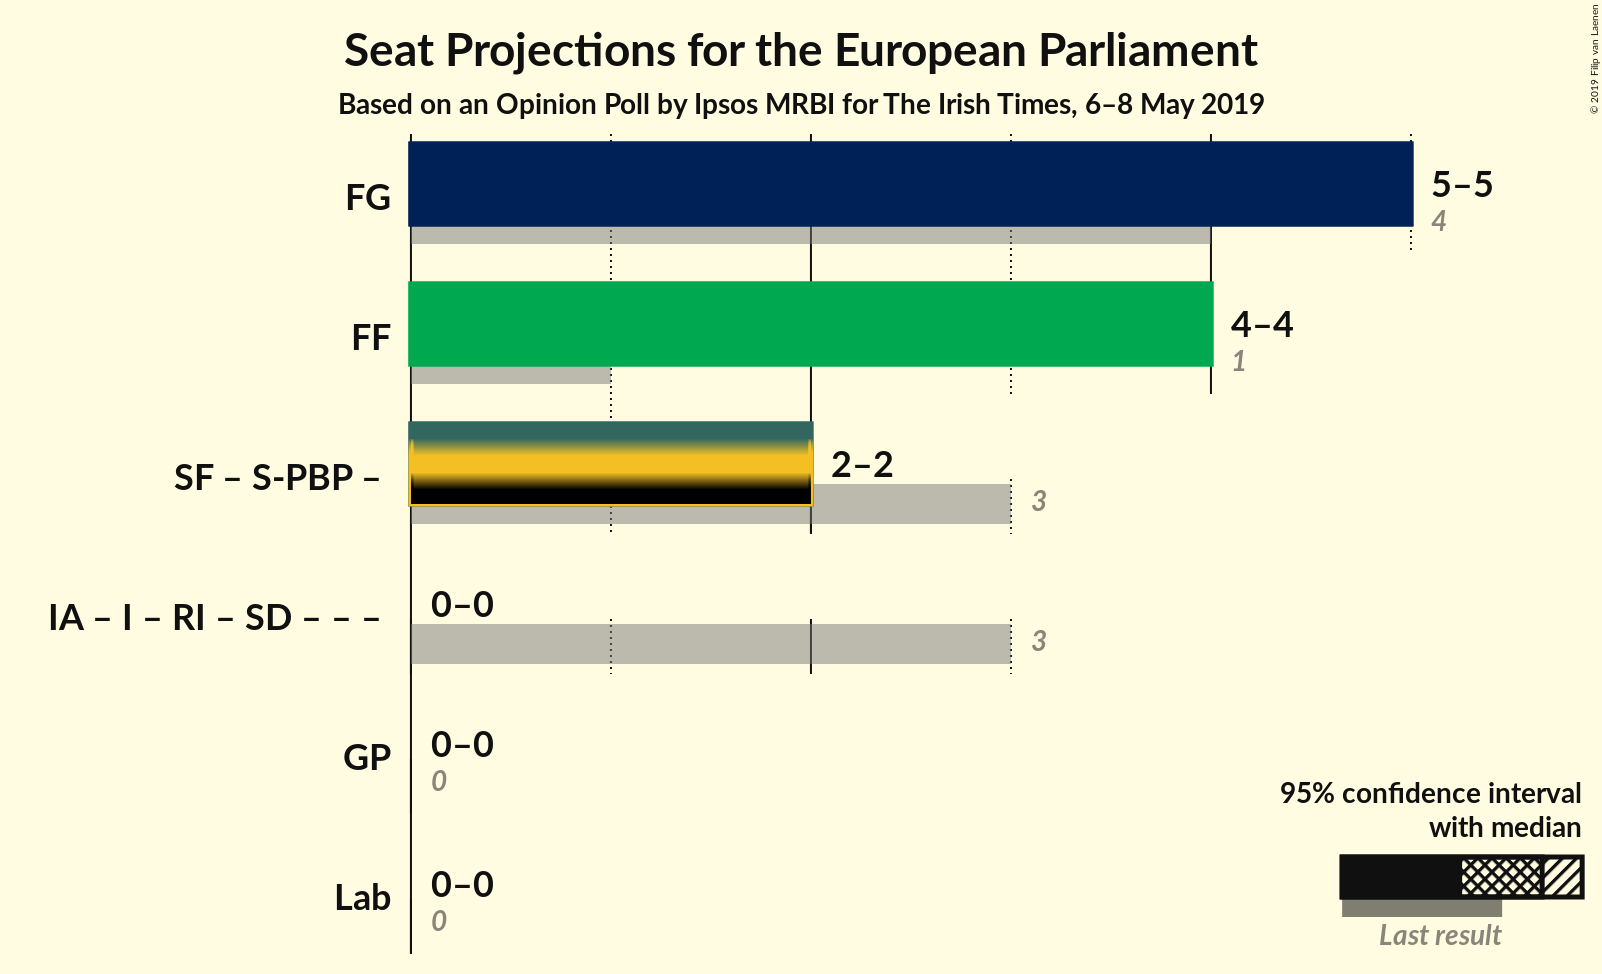 Seat Projections for the European Parliament
Based on an Opinion Poll by Ipsos MRBI for The Irish Times, 6–8 May 2019
© 2019 Filip van Laenen
FG
5–5
4
FF
4–4
1
SF – S-PBP –
2–2
3
IA – I – RI – SD – – –
0–0
3
GP
0–0
0
Lab
0–0
0
95% confidence interval
with median
Last result